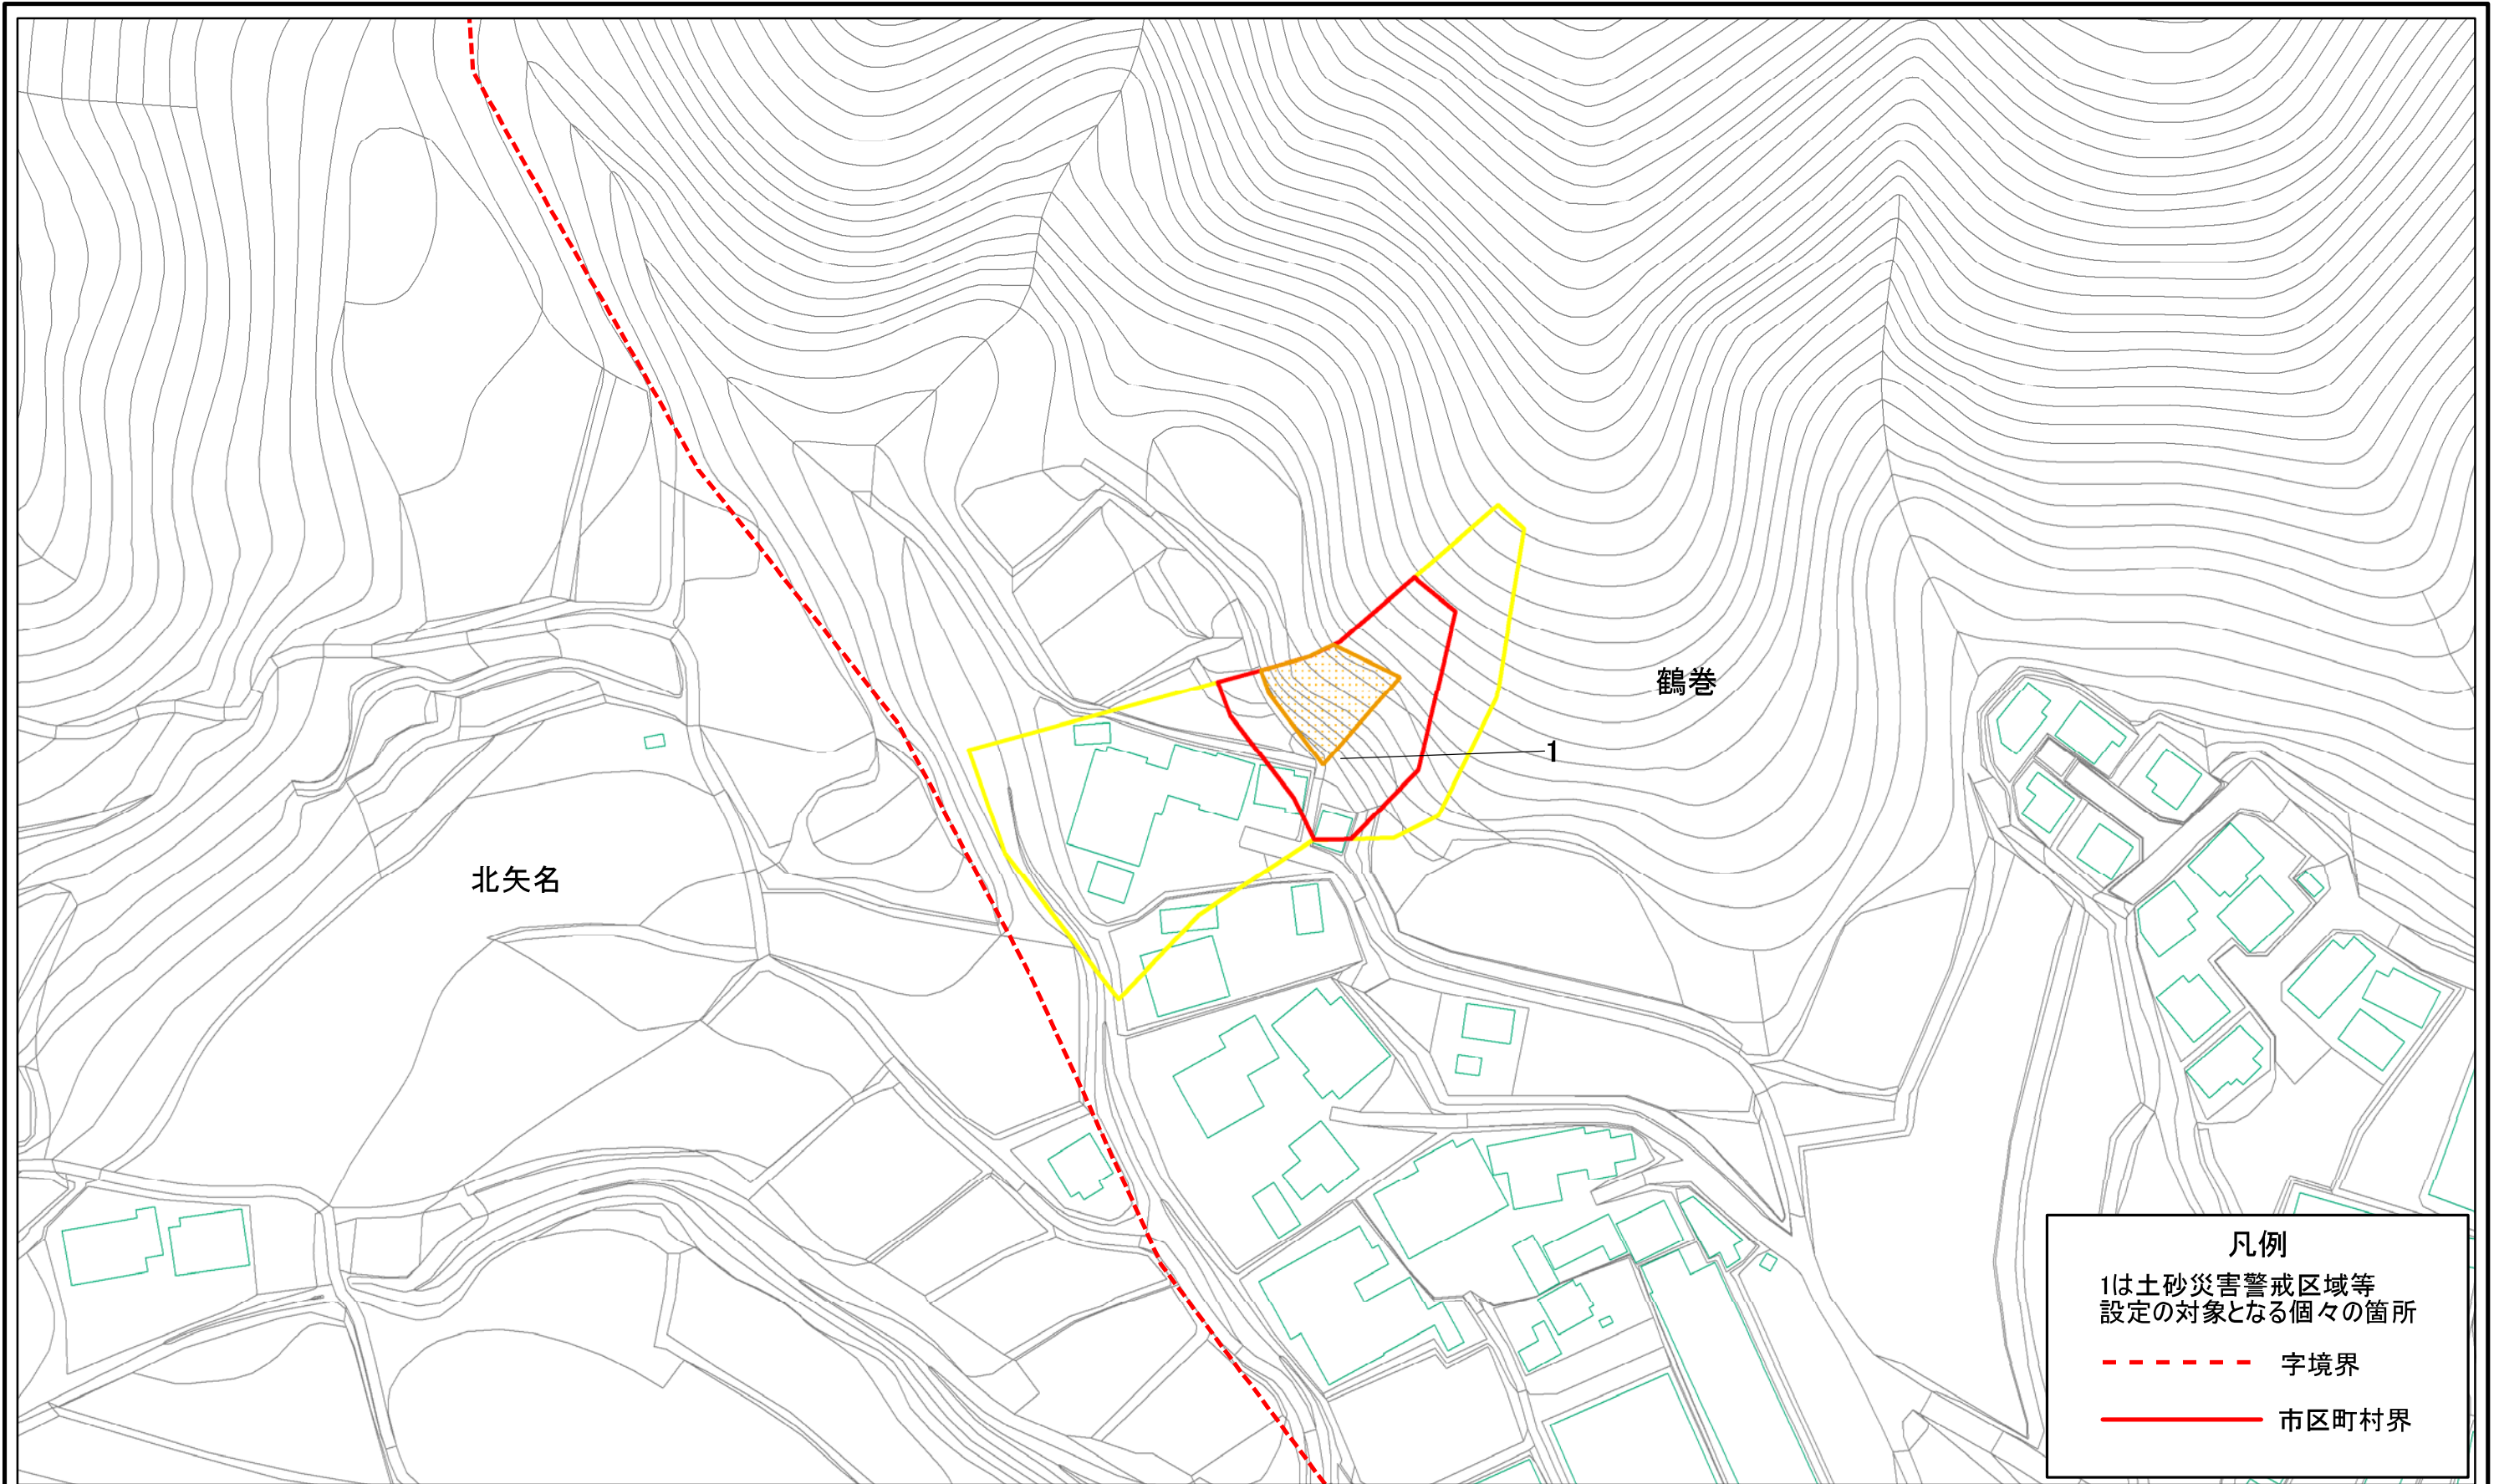 鶴巻
1
北矢名
凡例
1は土砂災害警戒区域等
設定の対象となる個々の箇所
字境界
市区町村界